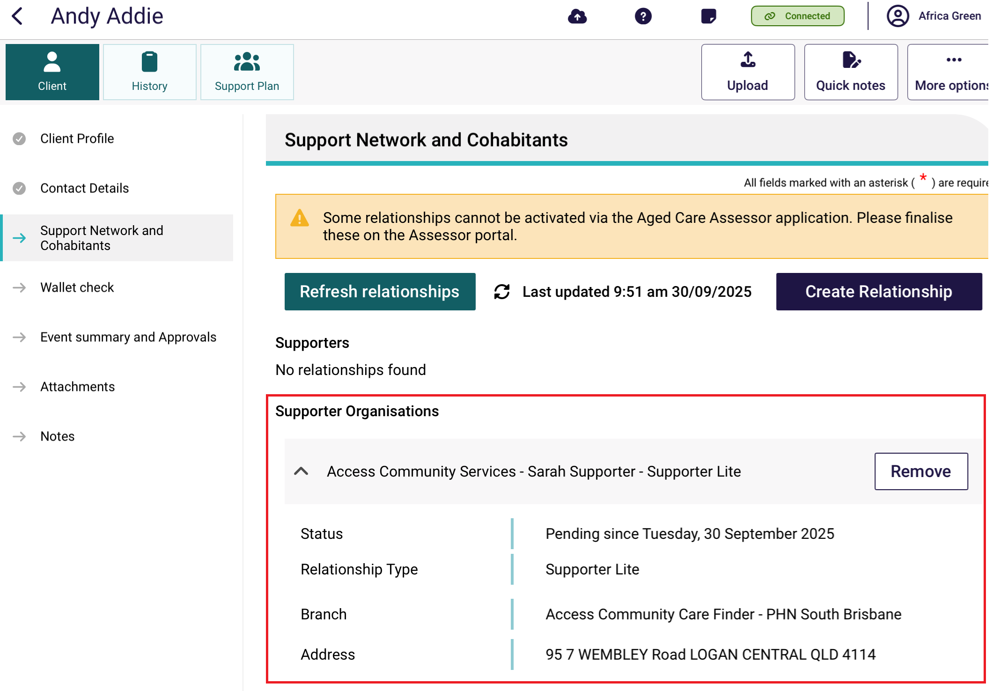 Andy Addie
Connected
Africa Green
Client
History
Support Plan
Upload
Quick notes
More options
Client Profile
Contact Details
Support Network and
Cohabitants
Wallet check
Event summary and Approvals
Attachments
Notes
Support Network and Cohabitants
All fields marked with an asterisk ( * ) are require
Some relationships cannot be activated via the Aged Care Assessor application. Please finalise
these on the Assessor portal.
Refresh relationships
Last updated 9:51 am 30/09/2025
Create Relationship
Supporters
No relationships found
Supporter Organisations
Access Community Services - Sarah Supporter - Supporter Lite
Remove
Status
Pending since Tuesday, 30 September 2025
Relationship Type
Supporter Lite
Branch
Access Community Care Finder - PHN South Brisbane
Address
95 7 WEMBLEY Road LOGAN CENTRAL QLD 4114